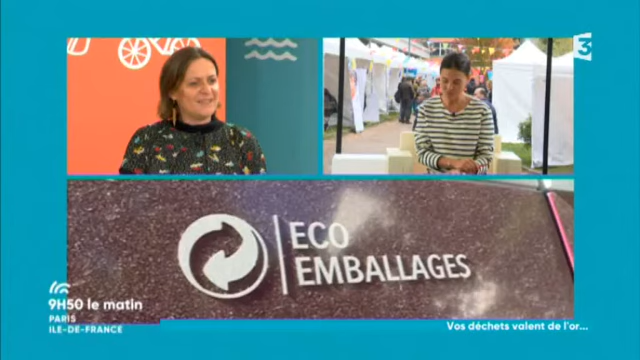 3
ECO
EMBALLAGES
9H50 le matin
PARIS
ILE-DE-FRANCE
Vos déchets valent de l'or...